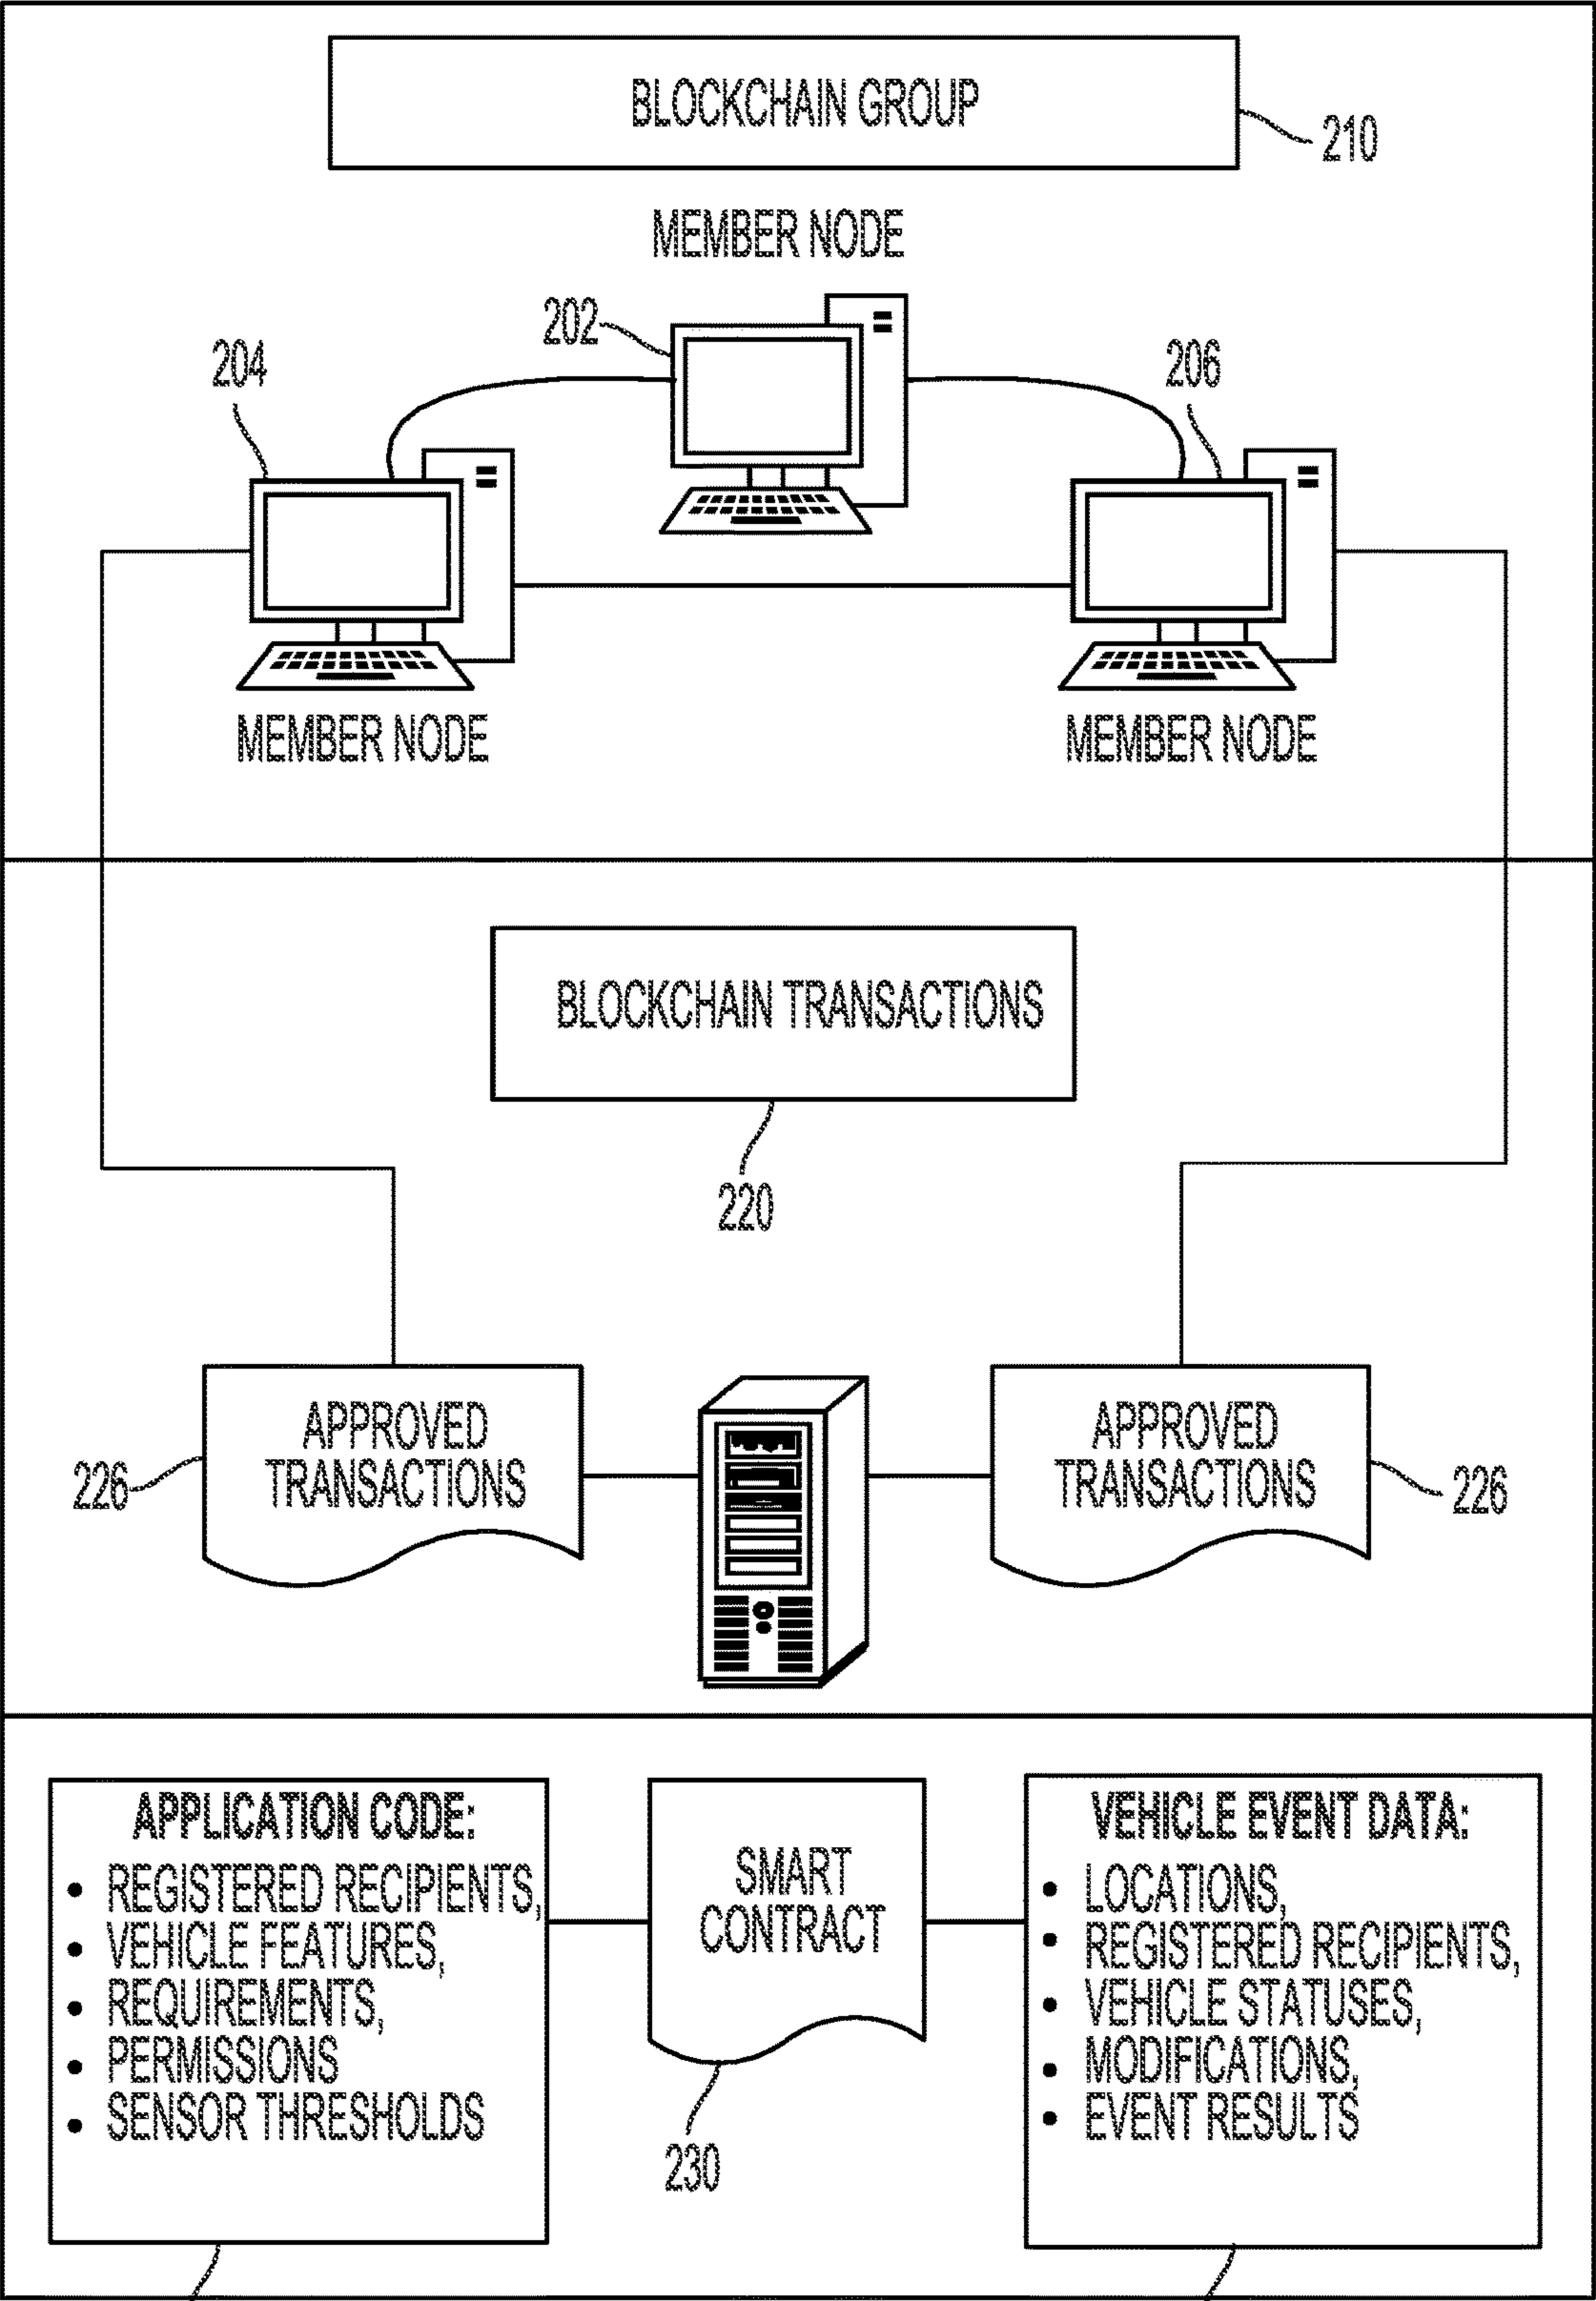 BLOCKCHAIN GROUP
210
MEMBER NODE
202
204
206
MEMBER NODE
MEMBER NODE
BLOCKCHAIN TRANSACTIONS
220
APPROVED
TRANSACTIONS
226
APPROVED
TRANSACTIONS
226
APPLICATION CODE:
• REGISTERED RECIPIENTS,
• VEHICLE FEATURES,
• REQUIREMENTS,
• PERMISSIONS
• SENSOR THRESHOLDS
SMART
CONTRACT
230
VEHICLE EVENT DATA:
• LOCATIONS,
• REGISTERED RECIPIENTS,
• VEHICLE STATUSES,
• MODIFICATIONS,
• EVENT RESULTS